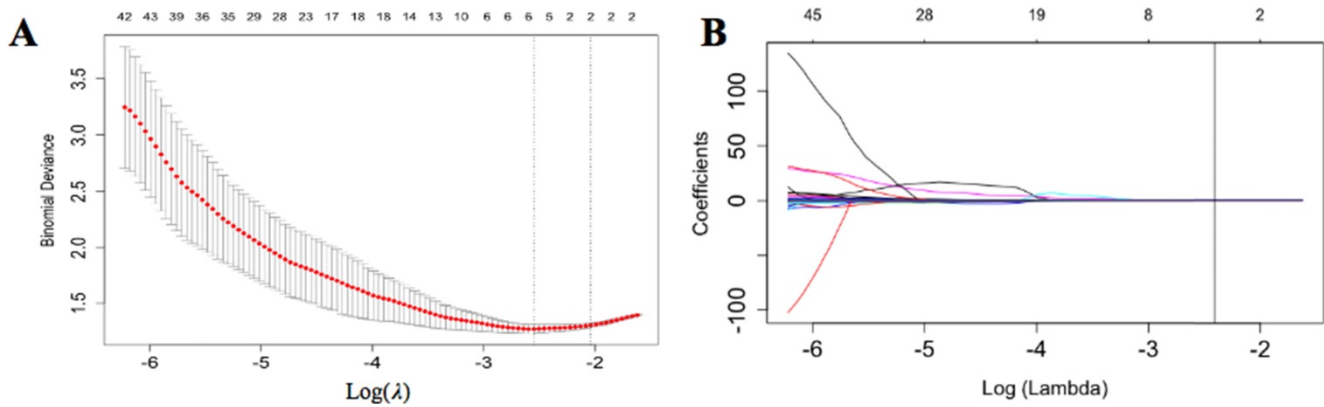 A
42 43 39 36 35 29 28 23 17 18 18 14 13 10 6 6 6 5 2 2 2
Binomial Deviance
3.5
3.0
2.5
2.0
1.5
-6 -5 -4 -3 -2
Log(λ)
B
45 28 19 8 2
Coefficients
100
50
0
-50
-100
-6 -5 -4 -3 -2
Log (Lambda)